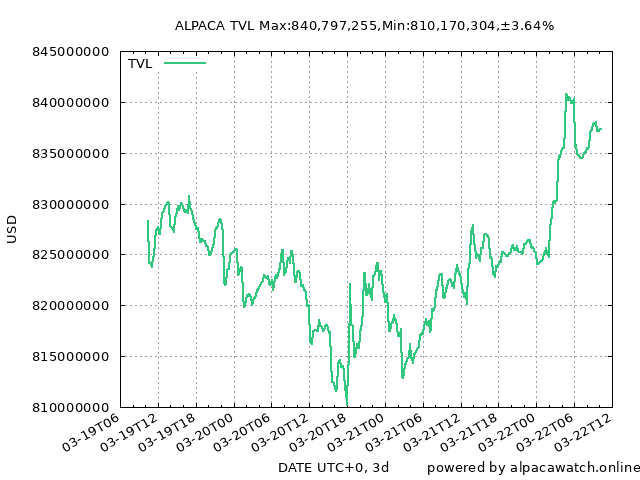 ALPACA TVL Max:840,797,255,Min:810,170,304,±3.64%
TVL
845000000
840000000
835000000
830000000
825000000
820000000
815000000
810000000
USD
03-19T06
03-19T12
03-19T18
03-20T00
03-20T06
03-20T12
03-20T18
03-21T00
03-21T06
03-21T12
03-21T18
03-22T00
03-22T06
03-22T12
DATE UTC+0, 3d
powered by alpacawatch.online